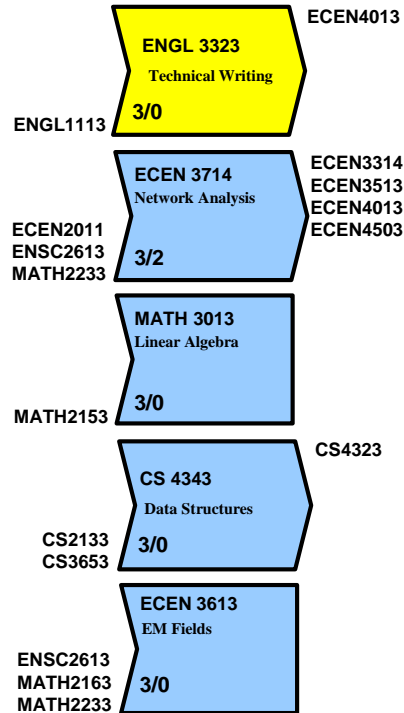 ECEN4013
ENGL 3323
Technical Writing
3/0
ENGL1113
ECEN 3714
Network Analysis
3/2
ECEN3314
ECEN3513
ECEN4013
ECEN4503
ECEN2011
ENSC2613
MATH2233
MATH 3013
Linear Algebra
3/0
MATH2153
CS4323
CS 4343
Data Structures
3/0
CS2133
CS3653
ECEN 3613
EM Fields
3/0
ENSC2613
MATH2163
MATH2233